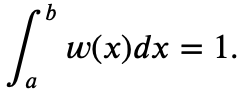 ∫_a^b w(x)dx = 1.